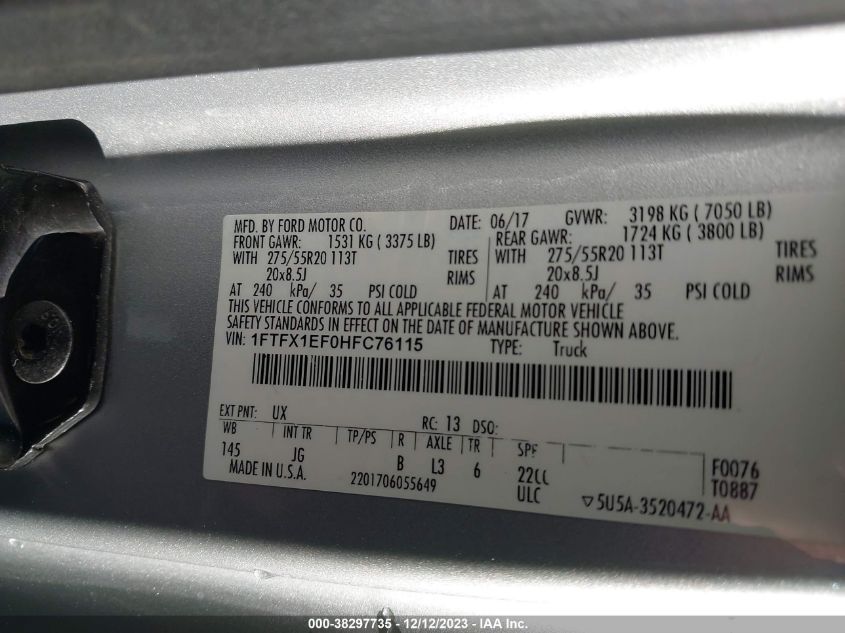 MFD. BY FORD MOTOR CO. DATE: 06/17 GVWR: 3198 KG ( 7050 LB)
FRONT GAWR: 1531 KG ( 3375 LB) REAR GAWR: 1724 KG ( 3800 LB)
WITH 275/55R20 113T TIRES WITH 275/55R20 113T TIRES
20x8.5J RIMS 20x8.5J RIMS
AT 240 kPa/ 35 PSI COLD AT 240 kPa/ 35 PSI COLD
THIS VEHICLE CONFORMS TO ALL APPLICABLE FEDERAL MOTOR VEHICLE
SAFETY STANDARDS IN EFFECT ON THE DATE OF MANUFACTURE SHOWN ABOVE.
VIN: 1FTFX1EF0HFC76115 TYPE: Truck
EXT PNT: UX RC: 13 DSO:
WB INT TR TP/PS R AXLE TR SPR
145 JG B L3 6 22CC F0076
MADE IN U.S.A. 2201706055649 ULC T0887
▽5U5A-3520472-AA
000-38297735 - 12/12/2023 - IAA Inc.